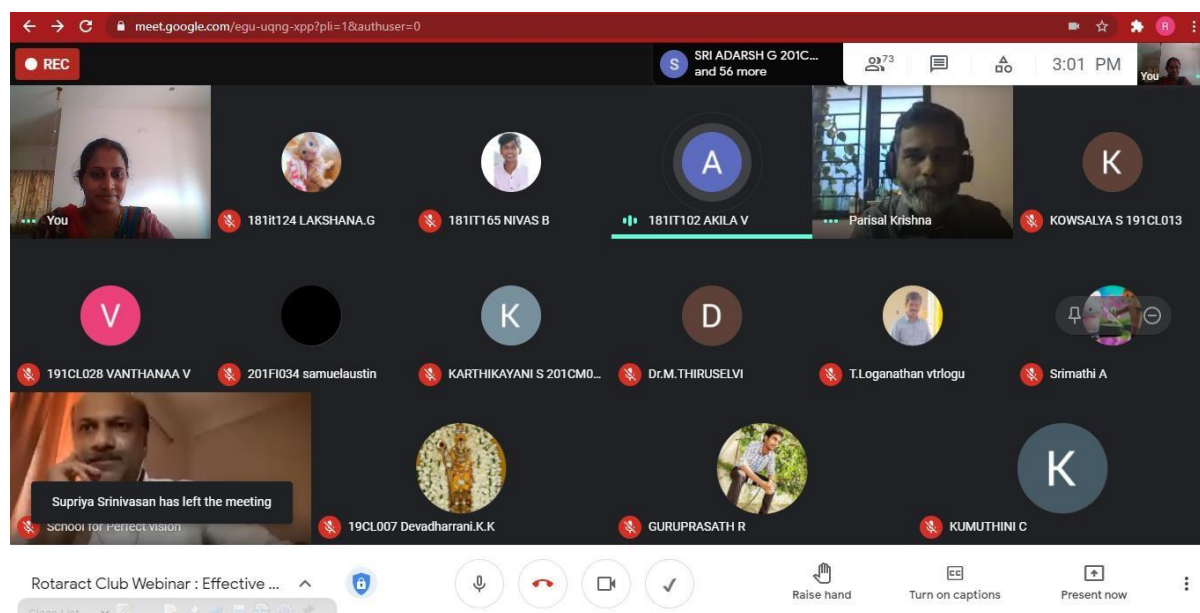 meet.google.com/egu-uqng-xpp?pli=1&authuser=0
R
REC
S
SRI ADARSH G 201C...
and 56 more
73
3:01 PM
You
A
K
You
181it124 LAKSHANA.G
181IT165 NIVAS B
181IT102 AKILA V
Parisal Krishna
KOWSALYA S 191CL013
V
K
D
191CL028 VANTHANAA V
201FI034 samuelaustin
KARTHIKAYANI S 201CM0...
Dr.M.THIRUSELVI
T.Loganathan vtrlogu
Srimathi A
K
Supriya Srinivasan has left the meeting
School for Perfect Vision
19CL007 Devadharrani.K.K
GURUPRASATH R
KUMUTHINI C
Rotaract Club Webinar : Effective ...
CC
Raise hand
Turn on captions
Present now